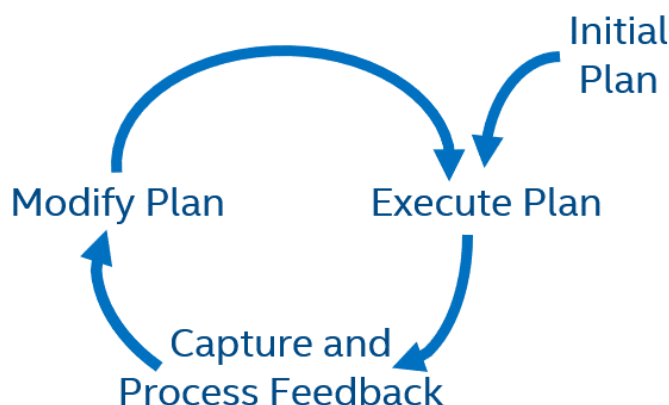 Initial
Plan
Modify Plan
Execute Plan
Capture and
Process Feedback